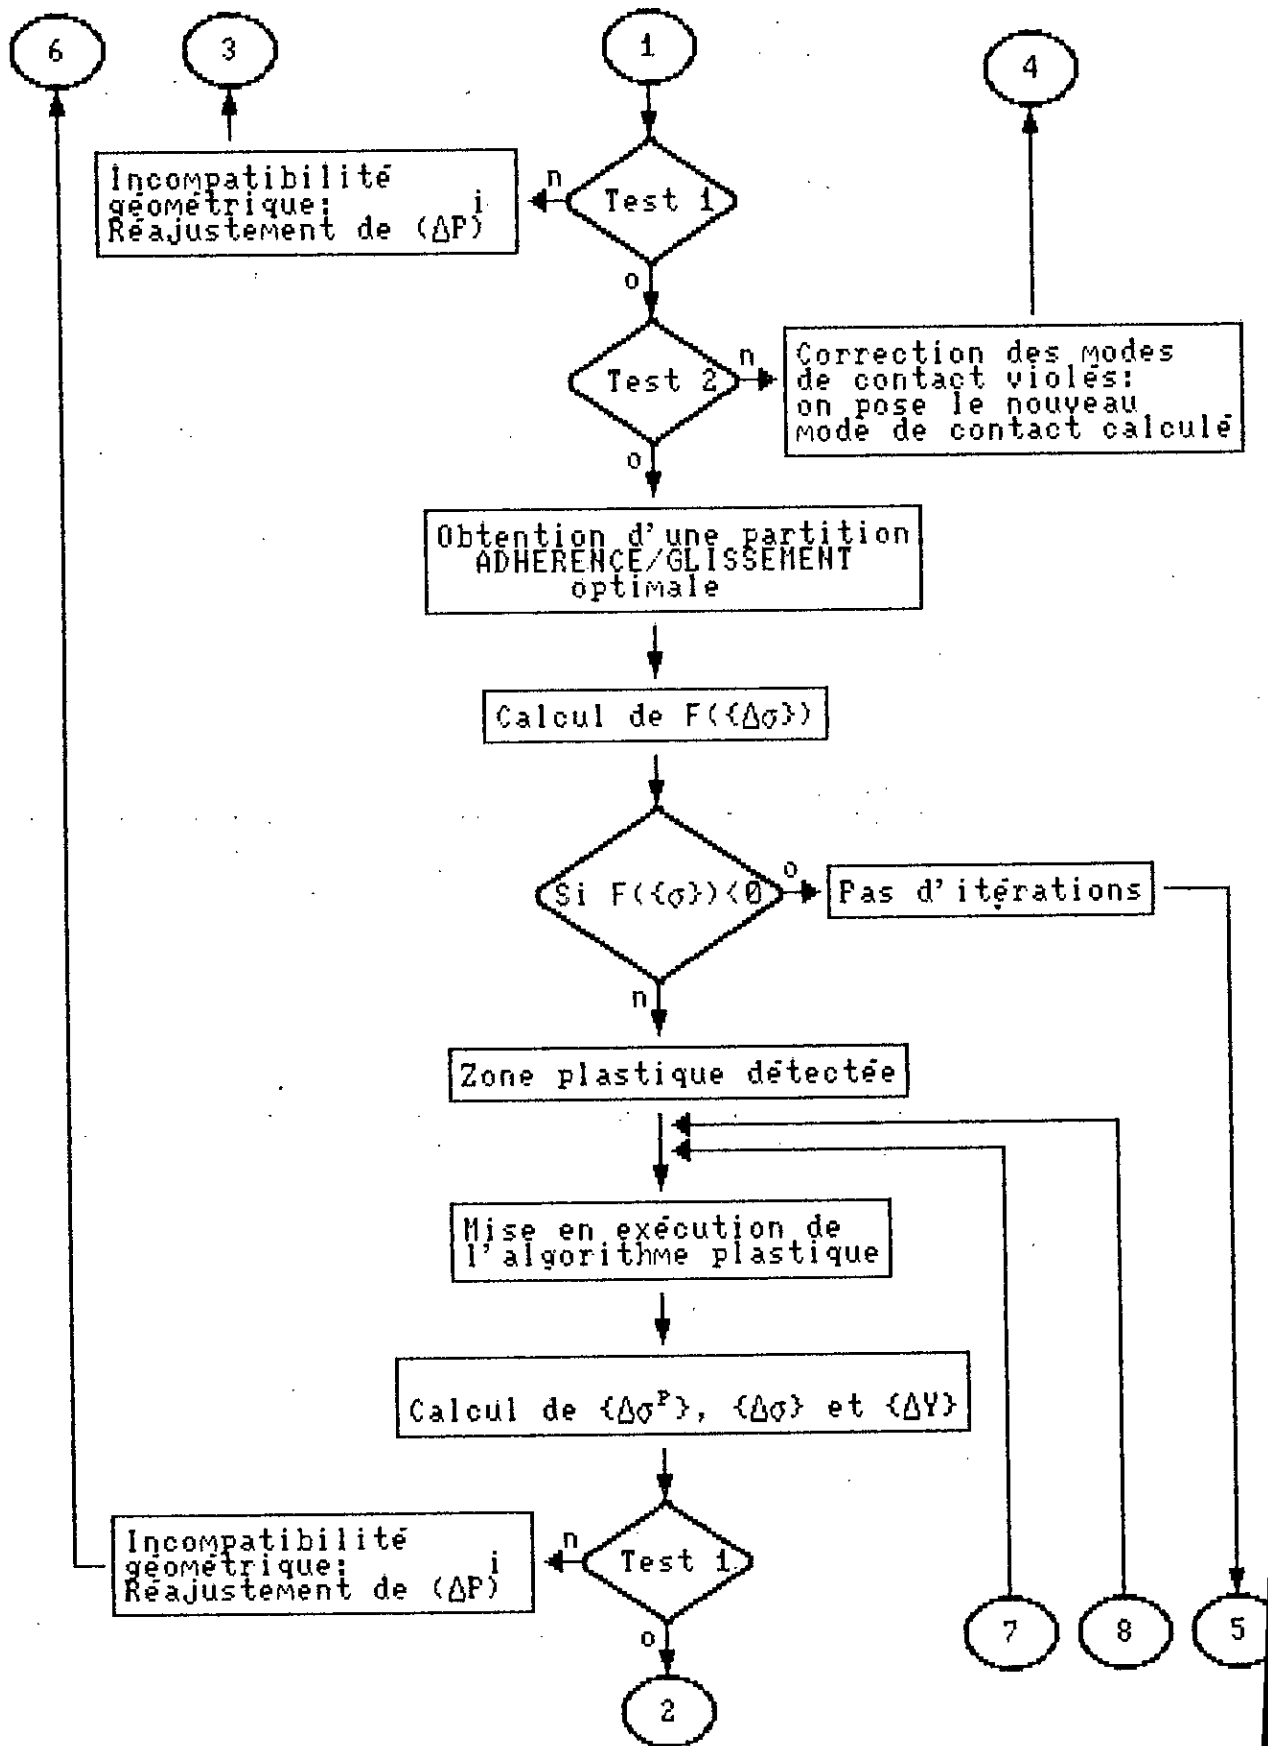 6
3
1
4
Incompatibilité
géométrique:
Réajustement de (ΔP)ⁱ
n
Test 1
o
Test 2
n
Correction des modes
de contact violés:
on pose le nouveau
mode de contact calculé
o
Obtention d'une partition
ADHERENCE/GLISSEMENT
optimale
Calcul de F({Δσ})
Si F({σ})<0
o
Pas d'itérations
n
Zone plastique détectée
Mise en exécution de
l'algorithme plastique
Calcul de {Δσᴾ}, {Δσ} et {ΔY}
Incompatibilité
géométrique:
Réajustement de (ΔP)ⁱ
n
Test 1
o
7
8
5
2